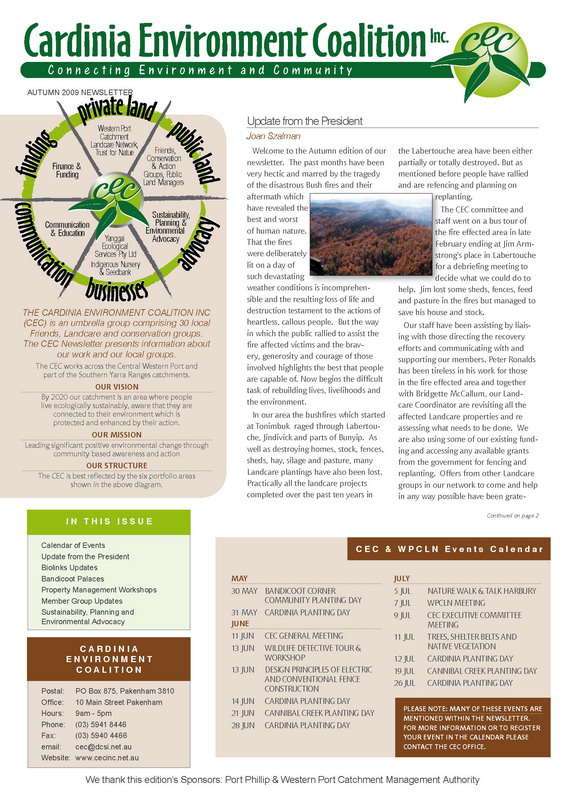 Cardinia Environment Coalition Inc.
cec
Connecting Environment and Community
AUTUMN 2009 NEWSLETTER
private land
public land
advocacy
businesses
communication
funding
Western Port
Catchment
Landcare Network,
Trust for Nature
Friends,
Conservation
& Action
Groups, Public
Land Managers
Finance &
Funding
cec
Sustainability,
Planning &
Environmental
Advocacy
Communication
& Education
Yanggai
Ecological
Services Pty Ltd
Indigenous Nursery
& Seedbank
THE CARDINIA ENVIRONMENT COALITION INC
(CEC) is an umbrella group comprising 30 local
Friends, Landcare and conservation groups.
The CEC Newsletter presents information about
our work and our local groups.
The CEC works across the Central Western Port and
part of the Southern Yarra Ranges catchments.
OUR VISION
By 2020 our catchment is an area where people
live ecologically sustainably, aware that they are
connected to their environment which is
protected and enhanced by their action.
OUR MISSION
Leading significant positive environmental change through
community based awareness and action
OUR STRUCTURE
The CEC is best reflected by the six portfolio areas
shown in the above diagram.
Update from the President
Joan Szalman
Welcome to the Autumn edition of our
newsletter. The past months have been
very hectic and marred by the tragedy
of the disastrous Bush fires and their
aftermath which
have revealed the
best and worst
of human nature.
That the fires
were deliberately
lit on a day of
such devastating
weather conditions is incomprehen-
sible and the resulting loss of life and
destruction testament to the actions of
heartless, callous people. But the way
in which the public rallied to assist the
fire affected victims and the brav-
ery, generosity and courage of those
involved highlights the best that people
are capable of. Now begins the difficult
task of rebuilding lives, livelihoods and
the environment.
In our area the bushfires which started
at Tonimbuk raged through Labertou-
che, Jindivick and parts of Bunyip. As
well as destroying homes, stock, fences,
sheds, hay, silage and pasture, many
Landcare plantings have also been lost.
Practically all the landcare projects
completed over the past ten years in
the Labertouche area have been either
partially or totally destroyed. But as
mentioned before people have rallied
and are refencing and planning on
replanting.
The CEC committee and
staff went on a bus tour of
the fire effected area in late
February ending at Jim Arm-
strong's place in Labertouche
for a debriefing meeting to
decide what we could do to
help. Jim lost some sheds, fences, feed
and pasture in the fires but managed to
save his house and stock.
Our staff have been assisting by liais-
ing with those directing the recovery
efforts and communicating with and
supporting our members. Peter Ronalds
has been tireless in his work for those
in the fire effected area and together
with Bridgette McCallum, our Land-
care Coordinator are revisiting all the
affected Landcare properties and re
assessing what needs to be done. We
are also using some of our existing fund-
ing and accessing any available grants
from the government for fencing and
replanting. Offers from other Landcare
groups in our network to come and help
in any way possible have been grate-
Continued on page 2
IN THIS ISSUE
Calendar of Events
Update from the President
Biolinks Updates
Bandicoot Palaces
Property Management Workshops
Member Group Updates
Sustainability, Planning and
Environmental Advocacy
CARDINIA
ENVIRONMENT
COALITION
Postal: PO Box 875, Pakenham 3810
Office: 10 Main Street Pakenham
Hours: 9am - 5pm
Phone: (03) 5941 8446
Fax: (03) 5940 4466
email: cec@dcsi.net.au
Website: www.cecinc.net.au
CEC & WPCLN Events Calendar
MAY
30 MAY BANDICOOT CORNER
COMMUNITY PLANTING DAY
31 MAY CARDINIA PLANTING DAY
JUNE
11 JUN CEC GENERAL MEETING
13 JUN WILDLIFE DETECTIVE TOUR &
WORKSHOP
13 JUN DESIGN PRINCIPLES OF ELECTRIC
AND CONVENTIONAL FENCE
CONSTRUCTION
14 JUN CARDINIA PLANTING DAY
21 JUN CANNIBAL CREEK PLANTING DAY
28 JUN CARDINIA PLANTING DAY
JULY
5 JUL NATURE WALK & TALK HARBURY
7 JUL WPCLN MEETING
9 JUL CEC EXECUTIVE COMMITTEE
MEETING
11 JUL TREES, SHELTER BELTS AND
NATIVE VEGETATION
12 JUL CARDINIA PLANTING DAY
19 JUL CANNIBAL CREEK PLANTING DAY
26 JUL CARDINIA PLANTING DAY
PLEASE NOTE: MANY OF THESE EVENTS ARE
MENTIONED WITHIN THE NEWSLETTER.
FOR MORE INFORMATION OR TO REGISTER
YOUR EVENT IN THE CALENDAR PLEASE
CONTACT THE CEC OFFICE.
We thank this edition's Sponsors: Port Phillip & Western Port Catchment Management Authority